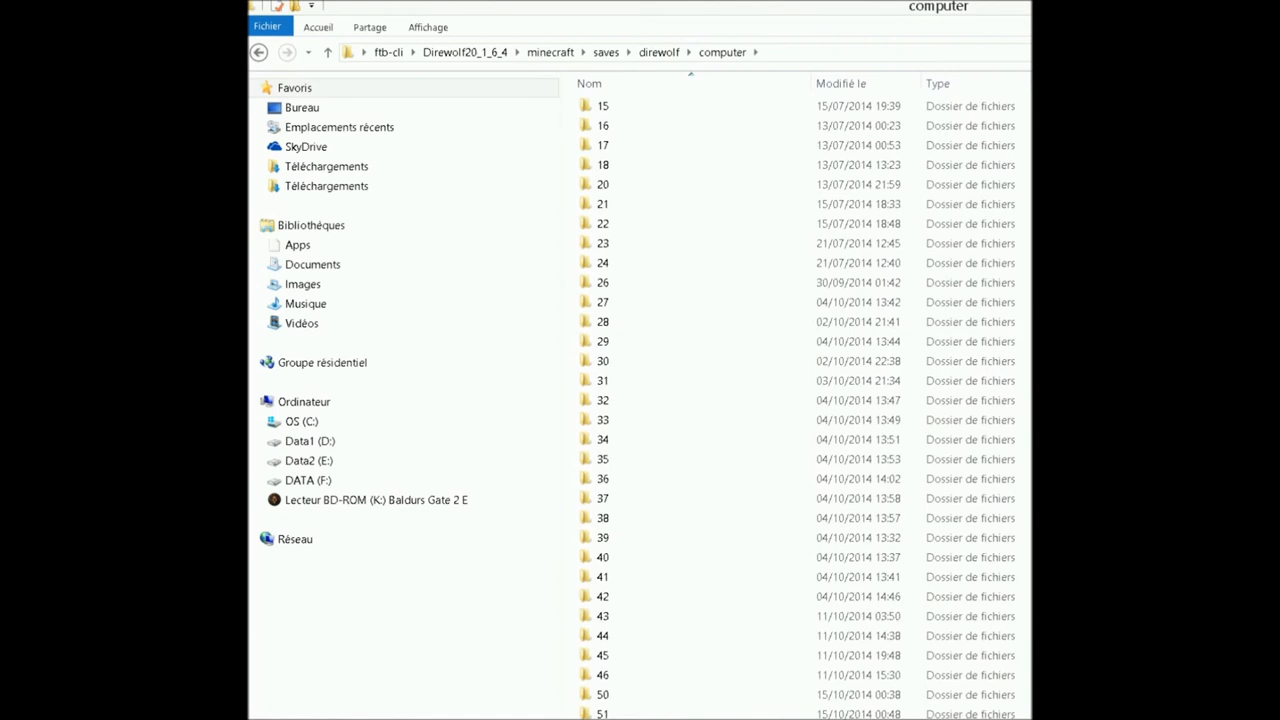 computer
Fichier Accueil Partage Affichage
ftb-cli Direwolf20_1_6_4 minecraft saves direwolf computer
Favoris
Bureau
Emplacements récents
SkyDrive
Téléchargements
Téléchargements
Bibliothèques
Apps
Documents
Images
Musique
Vidéos
Groupe résidentiel
Ordinateur
OS (C:)
Data1 (D:)
Data2 (E:)
DATA (F:)
Lecteur BD-ROM (K:) Baldurs Gate 2 E
Réseau
Nom Modifié le Type
15 15/07/2014 19:39 Dossier de fichiers
16 13/07/2014 00:23 Dossier de fichiers
17 13/07/2014 00:53 Dossier de fichiers
18 13/07/2014 13:23 Dossier de fichiers
20 13/07/2014 21:59 Dossier de fichiers
21 15/07/2014 18:33 Dossier de fichiers
22 15/07/2014 18:48 Dossier de fichiers
23 21/07/2014 12:45 Dossier de fichiers
24 21/07/2014 12:40 Dossier de fichiers
26 30/09/2014 01:42 Dossier de fichiers
27 04/10/2014 13:42 Dossier de fichiers
28 02/10/2014 21:41 Dossier de fichiers
29 04/10/2014 13:44 Dossier de fichiers
30 02/10/2014 22:38 Dossier de fichiers
31 03/10/2014 21:34 Dossier de fichiers
32 04/10/2014 13:47 Dossier de fichiers
33 04/10/2014 13:49 Dossier de fichiers
34 04/10/2014 13:51 Dossier de fichiers
35 04/10/2014 13:53 Dossier de fichiers
36 04/10/2014 14:02 Dossier de fichiers
37 04/10/2014 13:58 Dossier de fichiers
38 04/10/2014 13:57 Dossier de fichiers
39 04/10/2014 13:32 Dossier de fichiers
40 04/10/2014 13:37 Dossier de fichiers
41 04/10/2014 13:41 Dossier de fichiers
42 04/10/2014 14:46 Dossier de fichiers
43 11/10/2014 03:50 Dossier de fichiers
44 11/10/2014 14:38 Dossier de fichiers
45 11/10/2014 19:48 Dossier de fichiers
46 11/10/2014 15:30 Dossier de fichiers
50 15/10/2014 00:38 Dossier de fichiers
51 15/10/2014 00:48 Dossier de fichiers